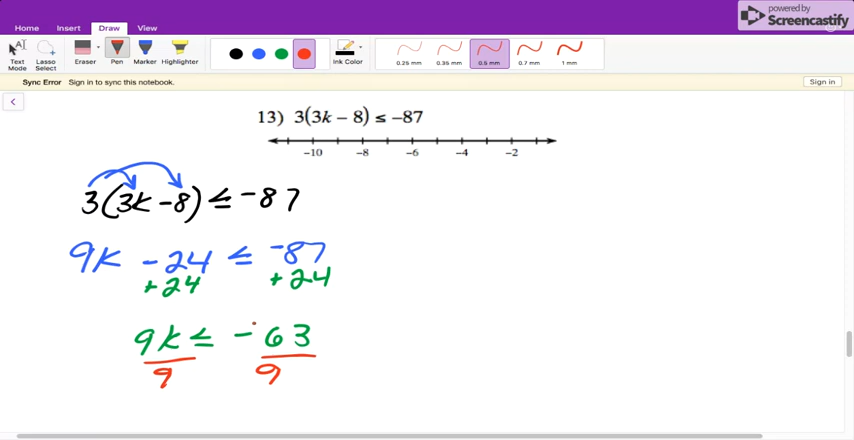 Home Insert Draw View
powered by
Screencastify
Text Mode Lasso Select Eraser Pen Marker Highlighter Ink Color 0.25 mm 0.35 mm 0.5 mm 0.7 mm 1 mm
Sync Error Sign in to sync this notebook. Sign in
13) 3(3k – 8) ≤ –87
–10 –8 –6 –4 –2
3(3k -8) ≤ -87
9k - 24 ≤ -87
+24 +24
9k ≤ -63
9 9